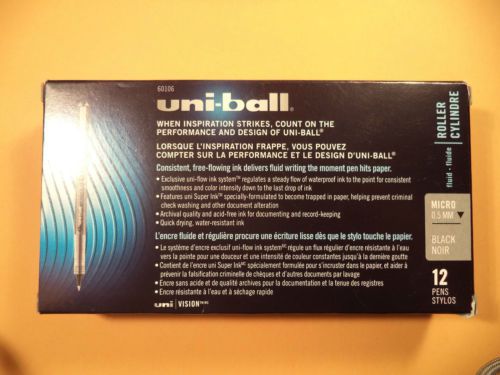 60106
uni-ball®
WHEN INSPIRATION STRIKES, COUNT ON THE
PERFORMANCE AND DESIGN OF UNI-BALL®
LORSQUE L'INSPIRATION FRAPPE, VOUS POUVEZ
COMPTER SUR LA PERFORMANCE ET LE DESIGN D'UNI-BALL®
Consistent, free-flowing ink delivers fluid writing the moment pen hits paper.
• Exclusive uni-flow ink system™ regulates a steady flow of waterproof ink to the point for consistent
smoothness and color intensity down to the last drop of ink
• Features uni Super Ink™ specially-formulated to become trapped in paper, helping prevent criminal
check washing and other document alteration
• Archival quality and acid-free ink for documenting and record-keeping
• Quick drying, water-resistant ink
L'encre fluide et régulière procure une écriture lisse dès que le stylo touche le papier.
• Le système d'encre exclusif uni-flow ink systemMC régule un flux régulier d'encre résistante à l'eau
vers la pointe pour une douceur et une intensité de couleur constantes jusqu'à la dernière goutte
• Contient de l'encre uni Super InkMC spécialement formulée pour s'incruster dans le papier, et aider à
prévenir la falsification criminelle de chèques et d'autres documents par lavage
• Encre sans acide et de qualité archives pour la documentation et la tenue des registres
• Encre résistante à l'eau et à séchage rapide
uni VISION™/MC
ROLLER
CYLINDRE
fluid • fluide
MICRO
0.5 MM
BLACK
NOIR
12
PENS
STYLOS